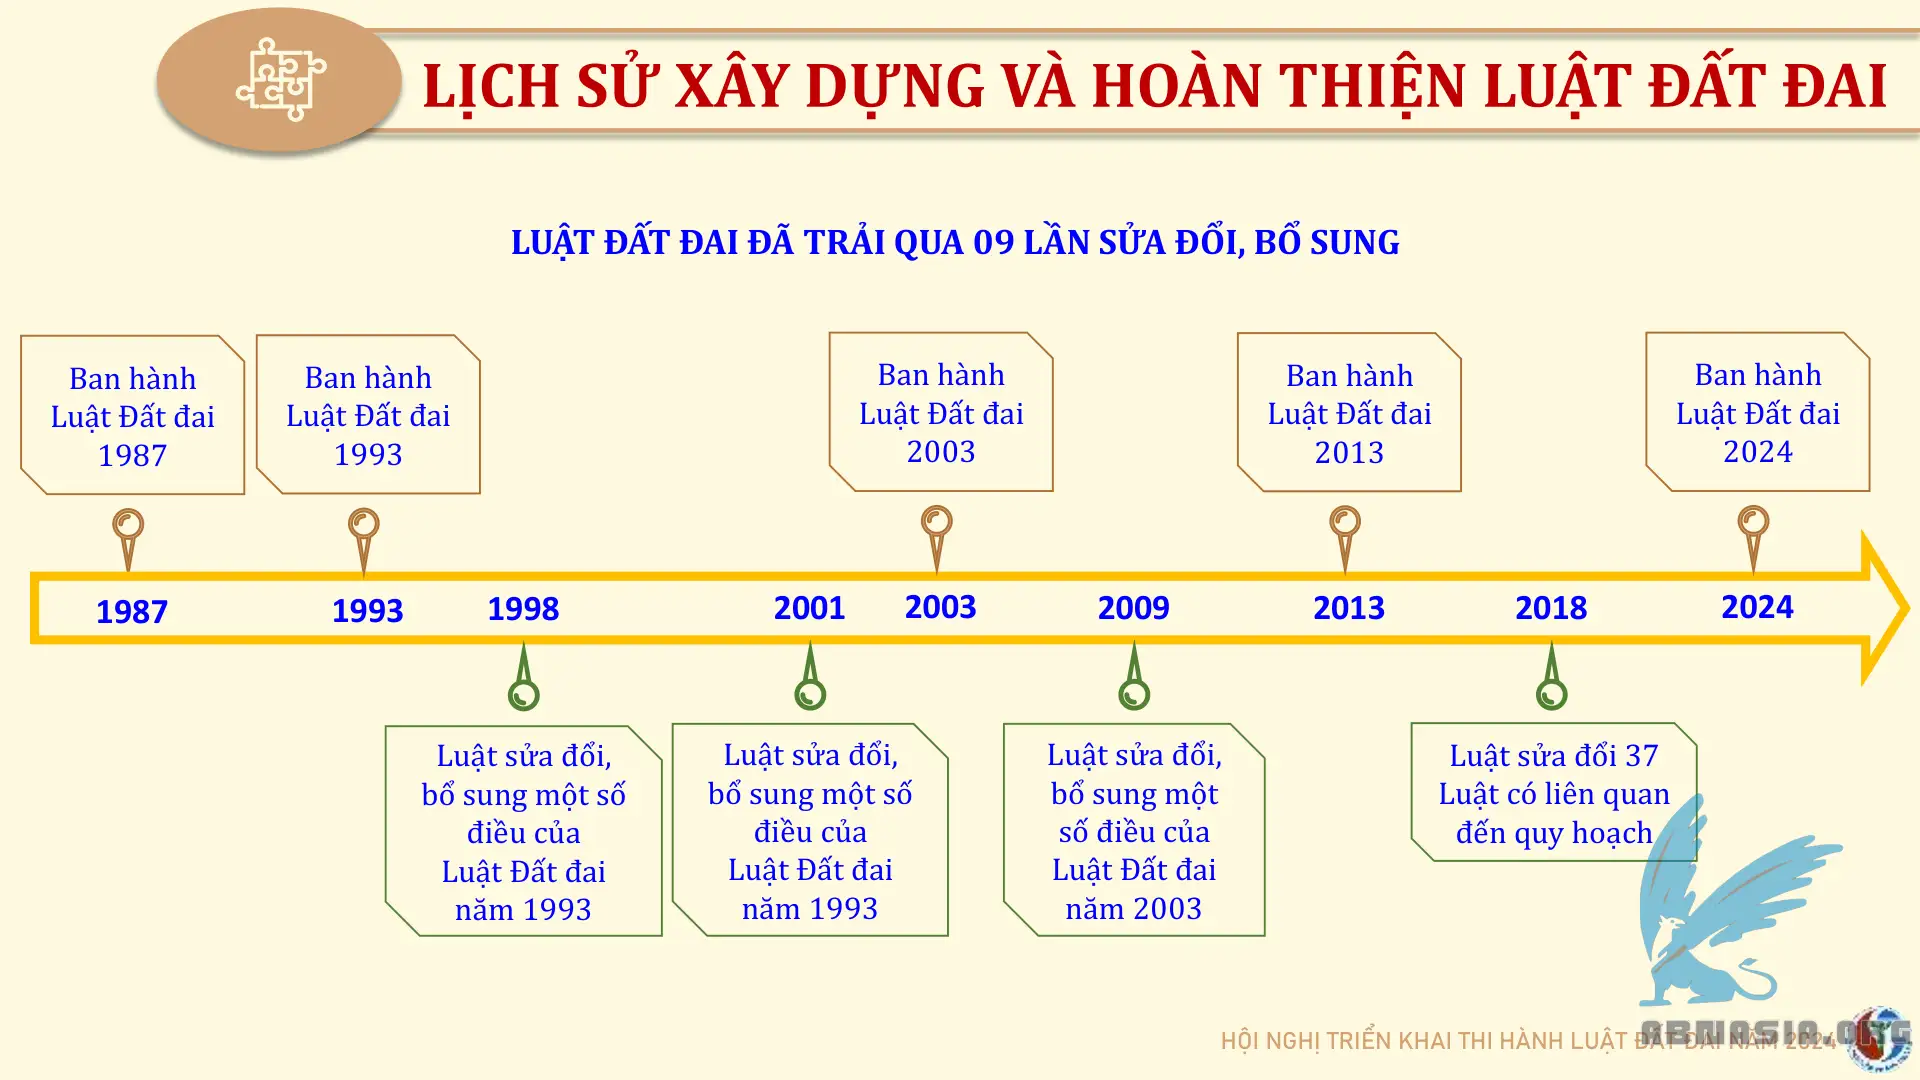 LỊCH SỬ XÂY DỰNG VÀ HOÀN THIỆN LUẬT ĐẤT ĐAI
LUẬT ĐẤT ĐAI ĐÃ TRẢI QUA 09 LẦN SỬA ĐỔI, BỔ SUNG
Ban hành
Luật Đất đai
1987
Ban hành
Luật Đất đai
1993
Ban hành
Luật Đất đai
2003
Ban hành
Luật Đất đai
2013
Ban hành
Luật Đất đai
2024
1987 1993 1998 2001 2003 2009 2013 2018 2024
Luật sửa đổi,
bổ sung một số
điều của
Luật Đất đai
năm 1993
Luật sửa đổi,
bổ sung một số
điều của
Luật Đất đai
năm 1993
Luật sửa đổi,
bổ sung một
số điều của
Luật Đất đai
năm 2003
Luật sửa đổi 37
Luật có liên quan
đến quy hoạch
HỘI NGHỊ TRIỂN KHAI THI HÀNH LUẬT ĐẤT ĐAI NĂM 2024
ABMASIA.ORG